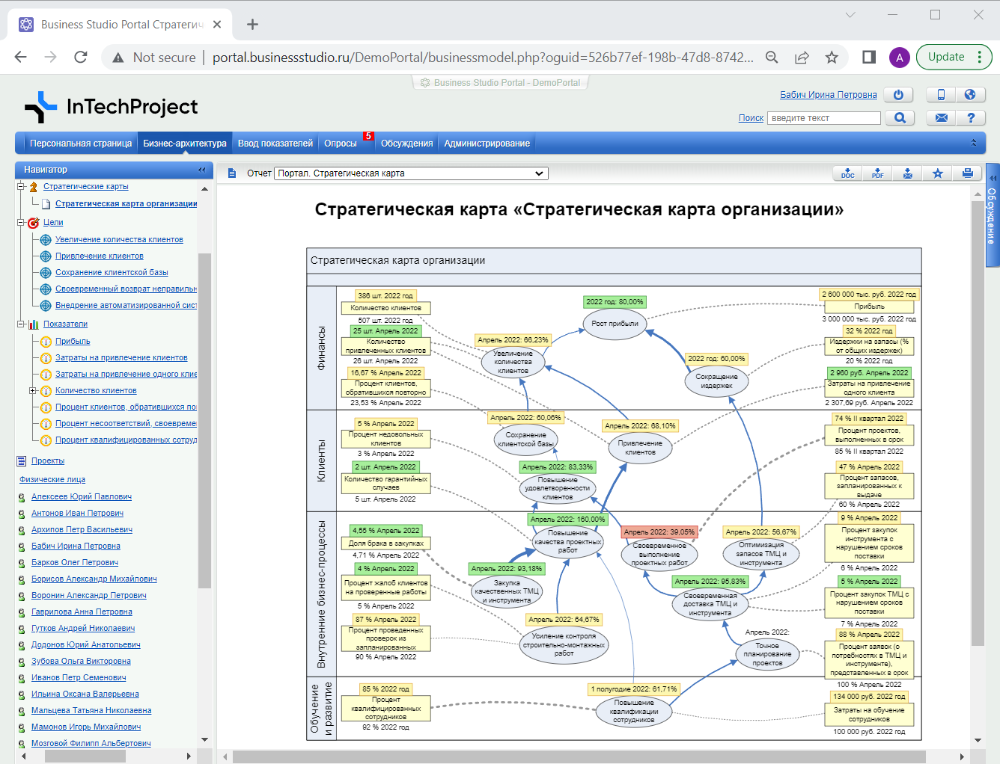 Business Studio Portal Стратегич
Not secure
portal.businessstudio.ru/DemoPortal/businessmodel.php?oguid=526b77ef-198b-47d8-8742...
A
Update
Business Studio Portal - DemoPortal
InTechProject
Бабич Ирина Петровна
Поиск
введите текст
?
Персональная страница
Бизнес-архитектура
Ввод показателей
Опросы
5
Обсуждения
Администрирование
Навигатор
Стратегические карты
Стратегическая карта организации
Цели
Увеличение количества клиентов
Привлечение клиентов
Сохранение клиентской базы
Своевременный возврат неправильн
Внедрение автоматизированной сист
Показатели
Прибыль
Затраты на привлечение клиентов
Затраты на привлечение одного клие
Количество клиентов
Процент клиентов, обратившихся пов
Процент несоответствий, своевреме
Процент квалифицированных сотруд
Проекты
Физические лица
Алексеев Юрий Павлович
Антонов Иван Петрович
Архипов Петр Васильевич
Бабич Ирина Петровна
Барков Олег Петрович
Борисов Александр Михайлович
Воронин Александр Петрович
Гаврилова Анна Петровна
Гутков Андрей Николаевич
Додонов Юрий Анатольевич
Зубова Ольга Викторовна
Иванов Петр Семенович
Ильина Оксана Валерьевна
Мальцева Татьяна Николаевна
Мамонов Игорь Михайлович
Мозговой Филипп Альбертович
Отчет
Портал. Стратегическая карта
DOC
PDF
Обсуждение
Стратегическая карта «Стратегическая карта организации»
Стратегическая карта организации
Финансы
386 шт. 2022 год
Количество клиентов
507 шт. 2022 год
25 шт. Апрель 2022
Количество
привлеченных клиентов
26 шт. Апрель 2022
16,67 % Апрель 2022
Процент клиентов,
обратившихся повторно
23,53 % Апрель 2022
2022 год: 80,00%
Рост прибыли
Апрель 2022: 66,23%
Увеличение
количества
клиентов
2022 год: 60,00%
Сокращение
издержек
2 600 000 тыс. руб. 2022 год
Прибыль
3 000 000 тыс. руб. 2022 год
32 % 2022 год
Издержки на запасы (%
от общих издержек)
20 % 2022 год
2 960 руб. Апрель 2022
Затраты на привлечение
одного клиента
2 307,69 руб. Апрель 2022
Клиенты
5 % Апрель 2022
Процент недовольных
клиентов
3 % Апрель 2022
2 шт. Апрель 2022
Количество гарантийных
случаев
5 шт. Апрель 2022
Апрель 2022: 60,06%
Сохранение
клиентской базы
Апрель 2022: 68,10%
Привлечение
клиентов
Апрель 2022: 83,33%
Повышение
удовлетворенности
клиентов
74 % II квартал 2022
Процент проектов,
выполненных в срок
85 % II квартал 2022
47 % Апрель 2022
Процент запасов,
запланированных к
выдаче
60 % Апрель 2022
Внутренние бизнес-процессы
4,55 % Апрель 2022
Доля брака в закупках
4,71 % Апрель 2022
4 % Апрель 2022
Процент жалоб клиентов
на проверенные работы
5 % Апрель 2022
87 % Апрель 2022
Процент проведенных
проверок из
запланированных
90 % Апрель 2022
Апрель 2022: 160,00%
Повышение
качества проектных
работ
Апрель 2022: 39,05%
Своевременное
выполнение
проектных работ
Апрель 2022: 56,67%
Оптимизация
запасов ТМЦ и
инструмента
Апрель 2022: 93,18%
Закупка
качественных ТМЦ
и инструмента
Апрель 2022: 95,83%
Своевременная
доставка ТМЦ и
инструмента
Апрель 2022: 64,67%
Усиление контроля
строительно-монтажных
работ
Апрель 2022:
Точное
планирование
проектов
9 % Апрель 2022
Процент закупок
инструмента с
нарушением сроков
поставки
6 % Апрель 2022
5 % Апрель 2022
Процент закупок ТМЦ с
нарушением сроков
поставки
7 % Апрель 2022
88 % Апрель 2022
Процент заявок (о
потребностях в ТМЦ и
инструменте),
представленных в срок
100 % Апрель 2022
Обучение
и развитие
85 % 2022 год
Процент
квалифицированных
сотрудников
92 % 2022 год
1 полугодие 2022: 61,71%
Повышение
квалификации
сотрудников
134 000 руб. 2022 год
Затраты на обучение
сотрудников
100 000 руб. 2022 год